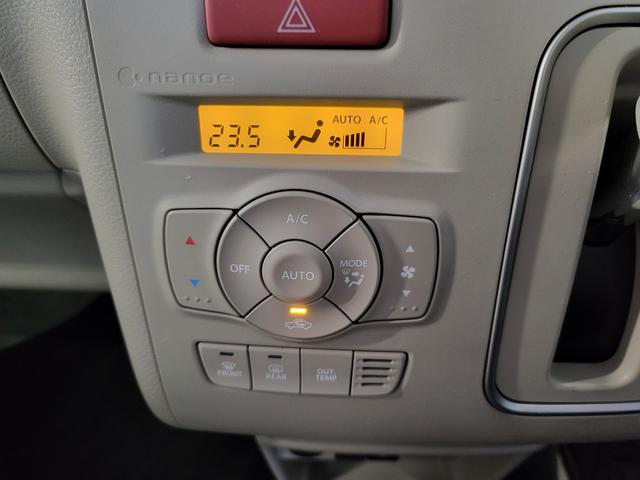 nanoe
AUTO A/C
23.5
A/C
OFF AUTO MODE
FRONT REAR OUT TEMP